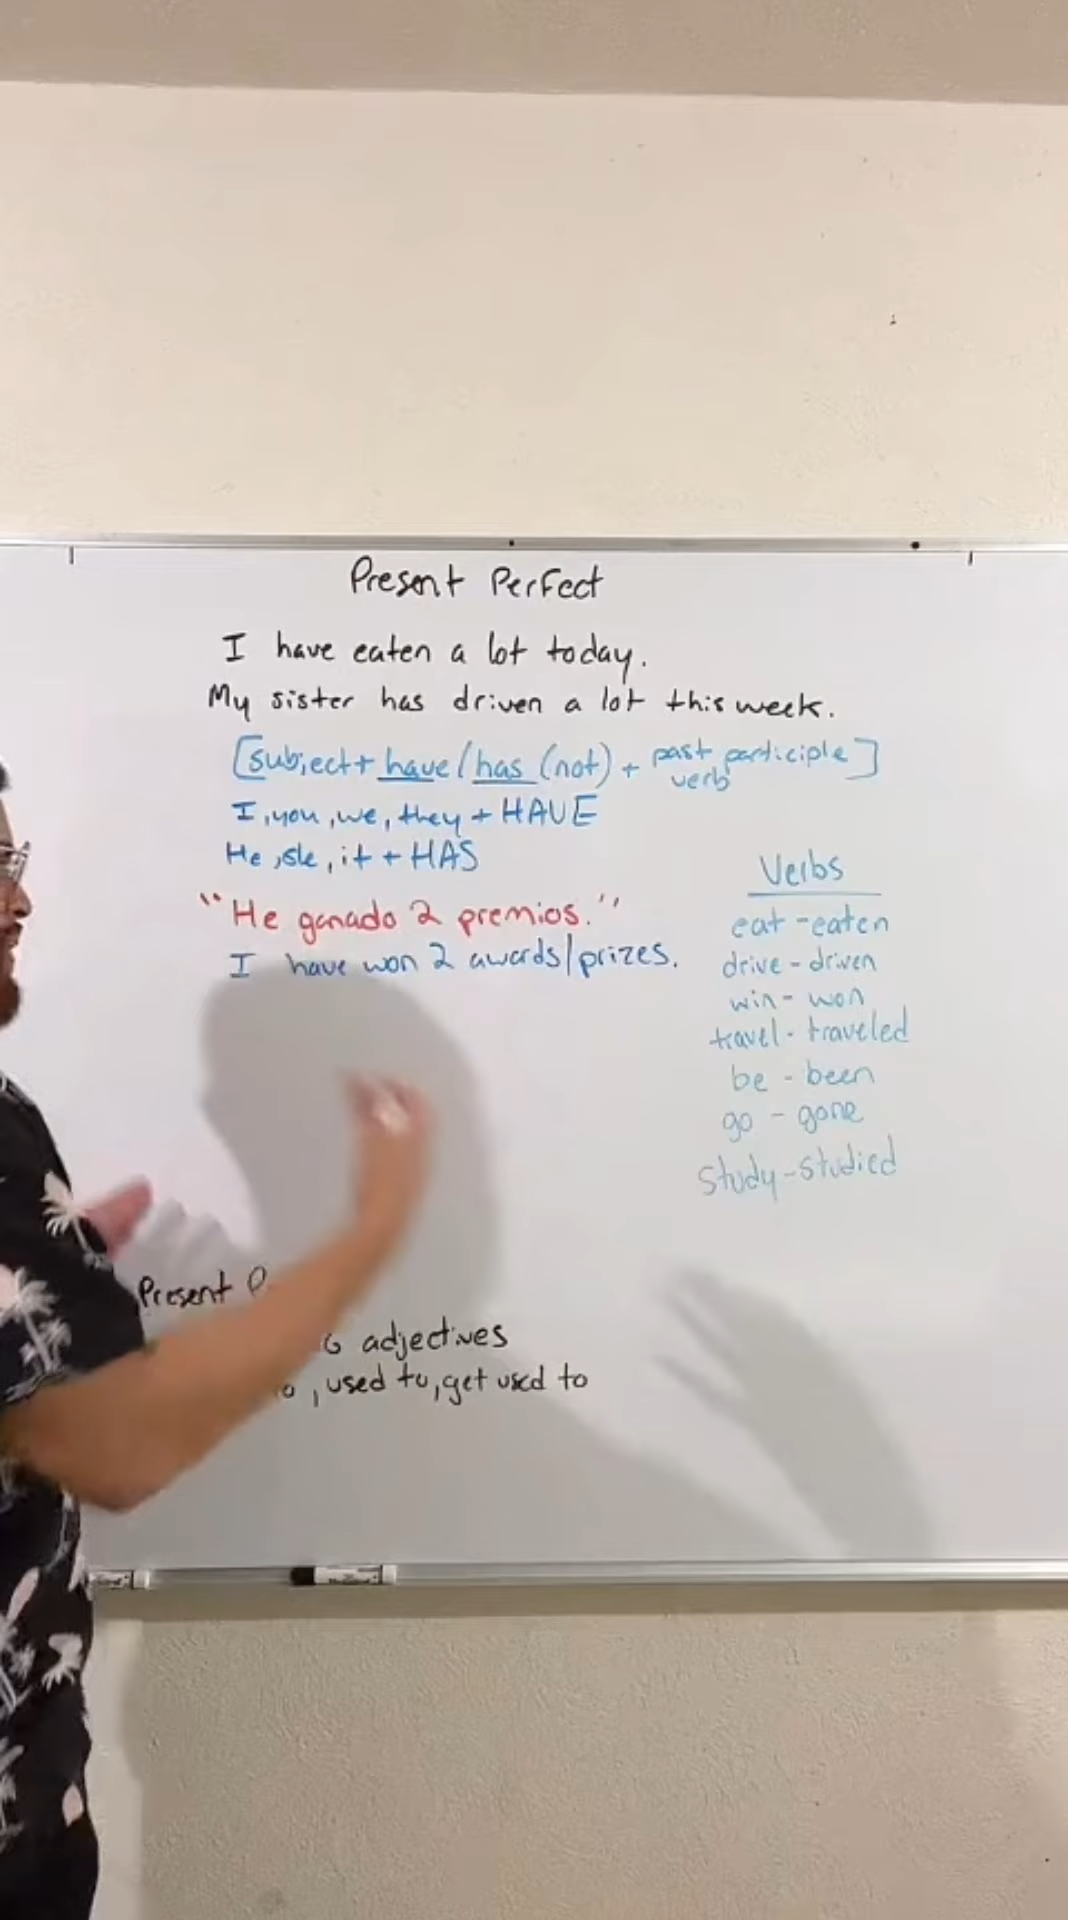 Present Perfect
I have eaten a lot today.
My sister has driven a lot this week.
[subject + have/has (not) + past participle]
verb
I, you, we, they + HAVE
He, she, it + HAS
"He ganado 2 premios."
I have won 2 awards/prizes.
Verbs
eat - eaten
drive - driven
win - won
travel - traveled
be - been
go - gone
study - studied
Present
adjectives
, used to, get used to